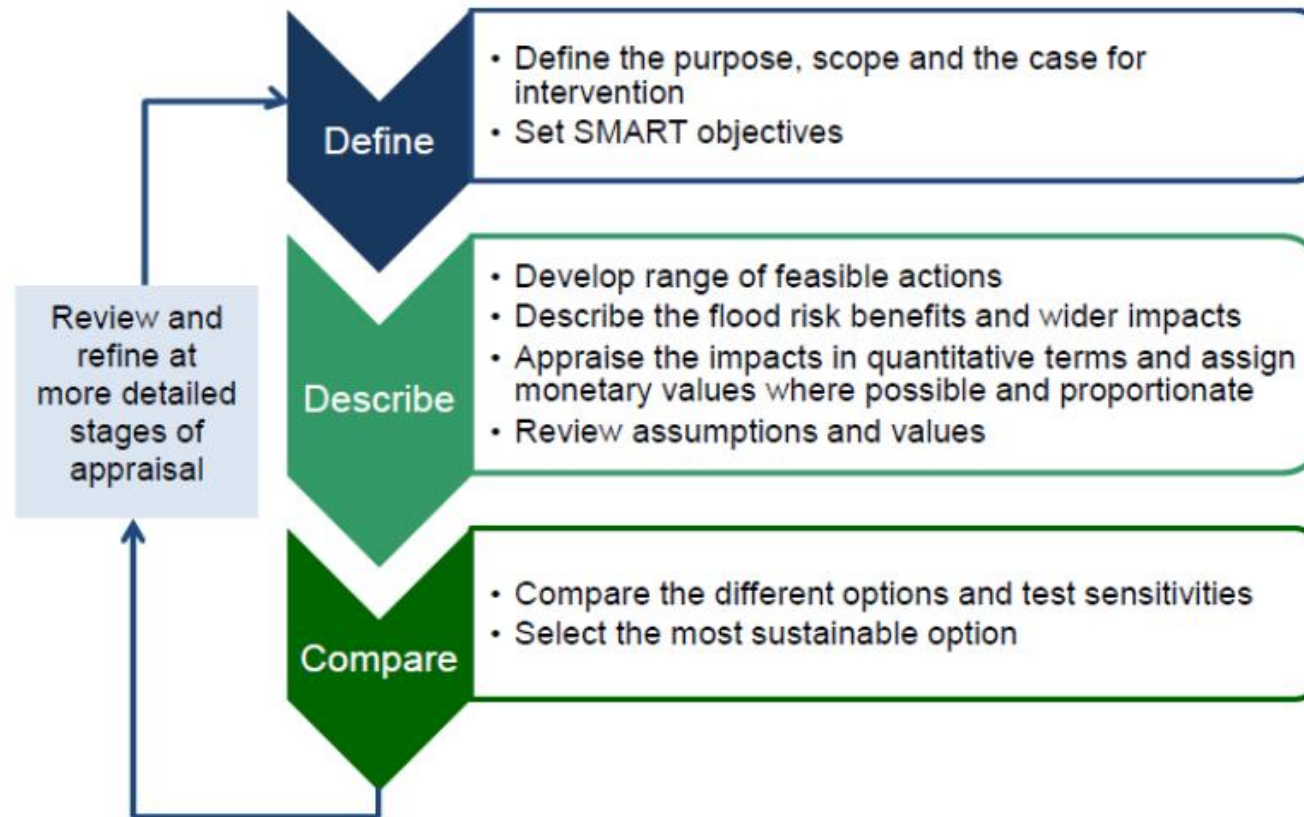 Define
• Define the purpose, scope and the case for
intervention
• Set SMART objectives
Review and
refine at
more detailed
stages of
appraisal
Describe
• Develop range of feasible actions
• Describe the flood risk benefits and wider impacts
• Appraise the impacts in quantitative terms and assign
monetary values where possible and proportionate
• Review assumptions and values
Compare
• Compare the different options and test sensitivities
• Select the most sustainable option